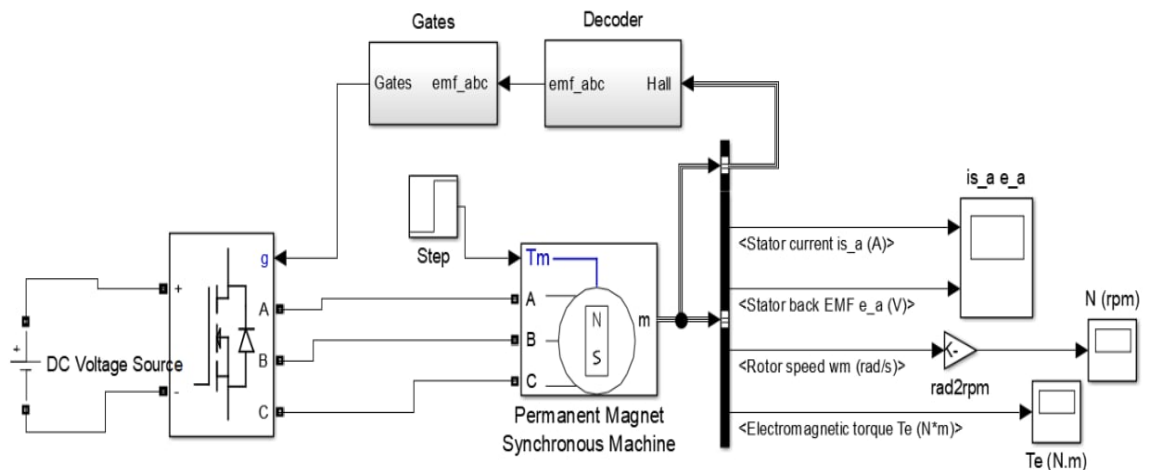 Gates
Decoder
Gates emf_abc
emf_abc Hall
is_a e_a
Step
<Stator current is_a (A)>
g
Tm
<Stator back EMF e_a (V)>
N (rpm)
+
A
A
N
m
B
B
S
+
DC Voltage Source
<Rotor speed wm (rad/s)>
rad2rpm
-
C
C
Permanent Magnet
Synchronous Machine
<Electromagnetic torque Te (N*m)>
Te (N.m)